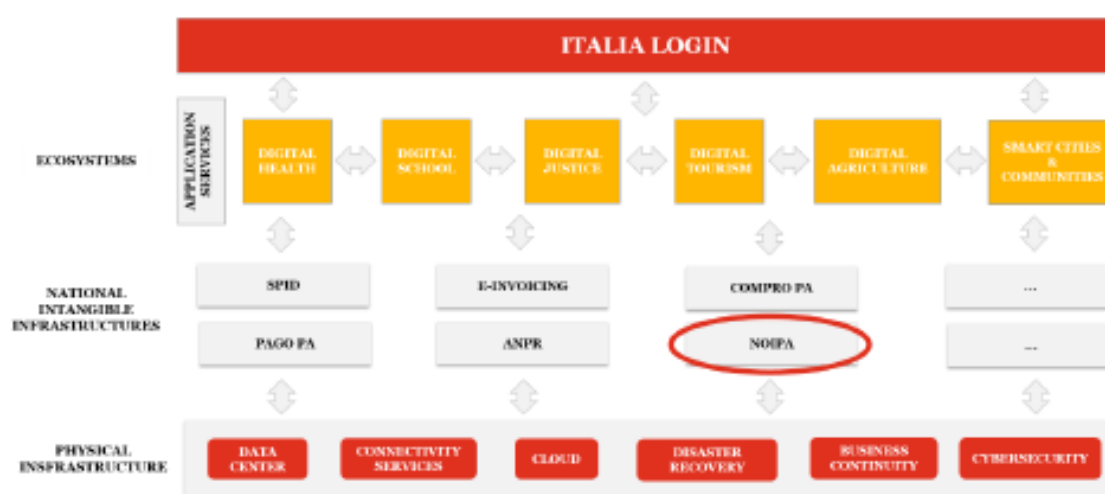 ITALIA LOGIN
ECOSYSTEMS
APPLICATION
SERVICES
DIGITAL
HEALTH
DIGITAL
SCHOOL
DIGITAL
JUSTICE
DIGITAL
TOURISM
DIGITAL
AGRICULTURE
SMART CITIES
&
COMMUNITIES
NATIONAL
INTANGIBLE
INFRASTRUCTURES
SPID
E-INVOICING
COMPRO PA
...
PAGO PA
ANPR
NOIPA
...
PHYSICAL
INSFRASTRUCTURE
DATA
CENTER
CONNECTIVITY
SERVICES
CLOUD
DISASTER
RECOVERY
BUSINESS
CONTINUITY
CYBERSECURITY